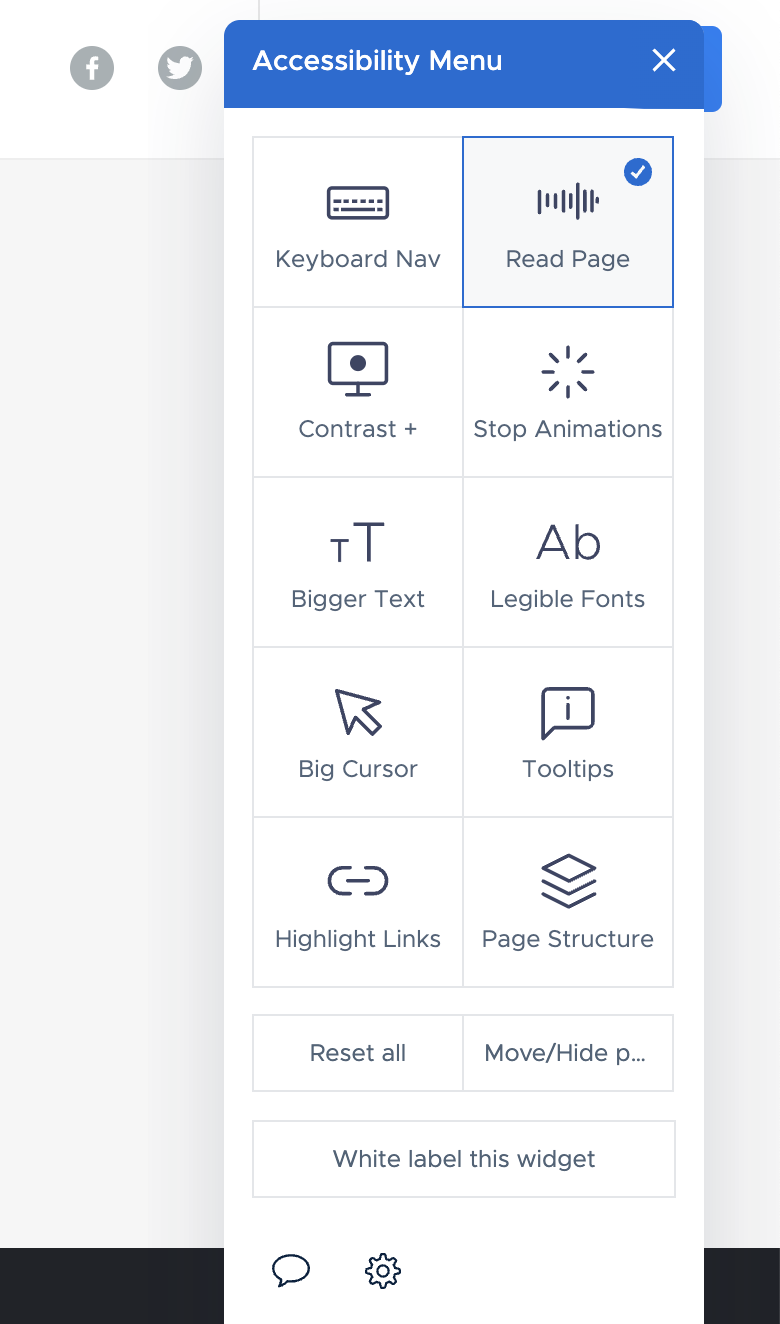 Accessibility Menu
Keyboard Nav
Read Page
Contrast +
Stop Animations
TT
Bigger Text
Ab
Legible Fonts
Big Cursor
Tooltips
Highlight Links
Page Structure
Reset all
Move/Hide p...
White label this widget